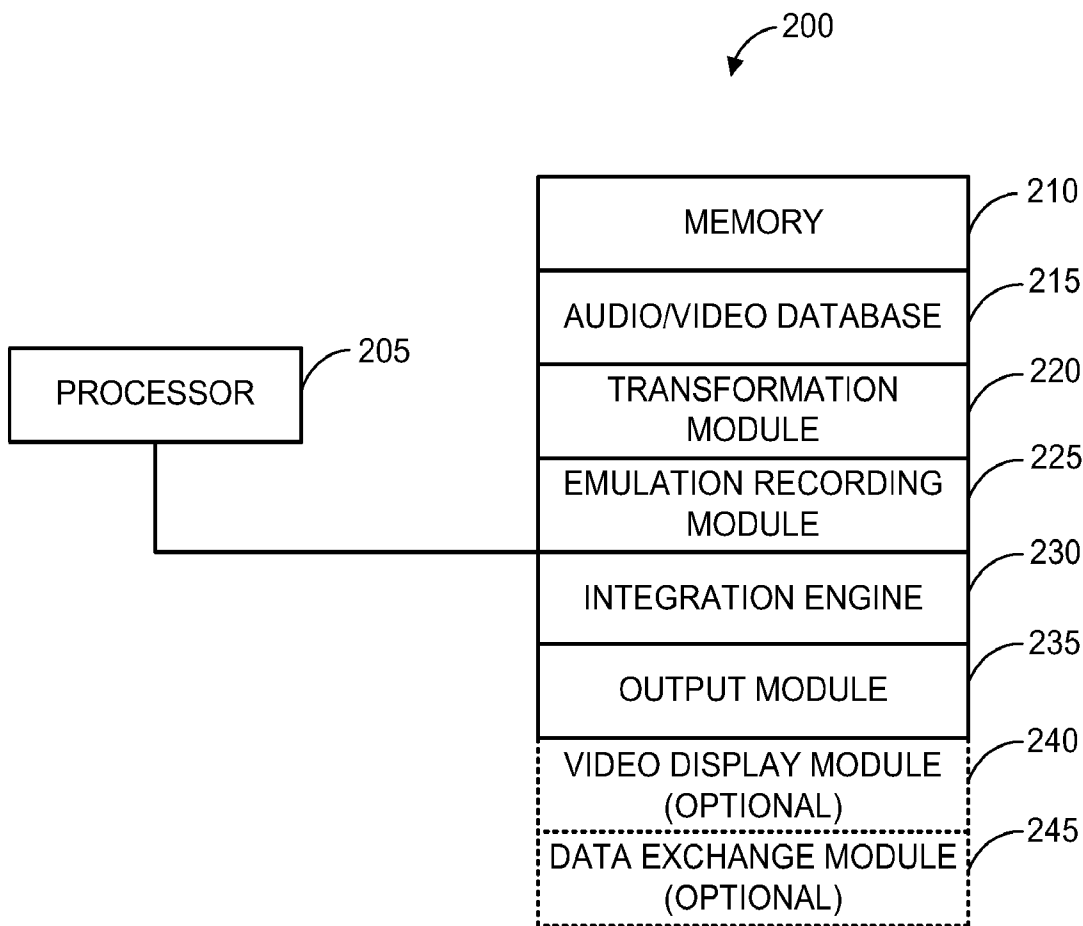 200
MEMORY
210
AUDIO/VIDEO DATABASE
215
PROCESSOR
205
TRANSFORMATION
MODULE
220
EMULATION RECORDING
MODULE
225
INTEGRATION ENGINE
230
OUTPUT MODULE
235
VIDEO DISPLAY MODULE
(OPTIONAL)
240
DATA EXCHANGE MODULE
(OPTIONAL)
245